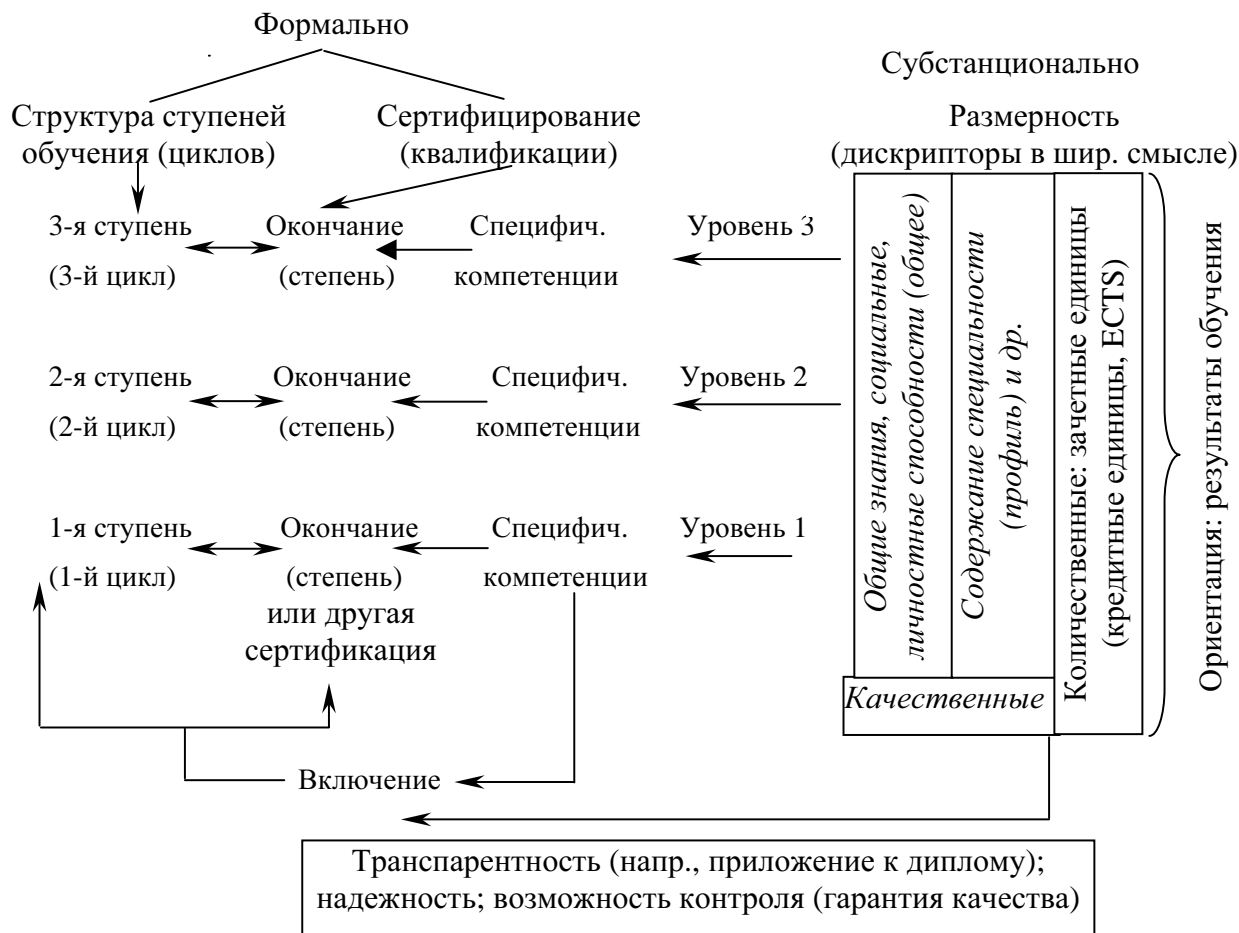 Формально
Субстанционально
Структура ступеней
обучения (циклов)
Сертифицирование
(квалификации)
Размерность
(дискрипторы в шир. смысле)
3-я ступень
(3-й цикл)
Окончание
(степень)
Специфич.
компетенции
Уровень 3
2-я ступень
(2-й цикл)
Окончание
(степень)
Специфич.
компетенции
Уровень 2
1-я ступень
(1-й цикл)
Окончание
(степень)
или другая
сертификация
Специфич.
компетенции
Уровень 1
Общие знания, социальные,
личностные способности (общее)
Содержание специальности
(профиль) и др.
Качественные
Количественные: зачетные единицы
(кредитные единицы, ECTS)
Ориентация: результаты обучения
Включение
Транспарентность (напр., приложение к диплому);
надежность; возможность контроля (гарантия качества)